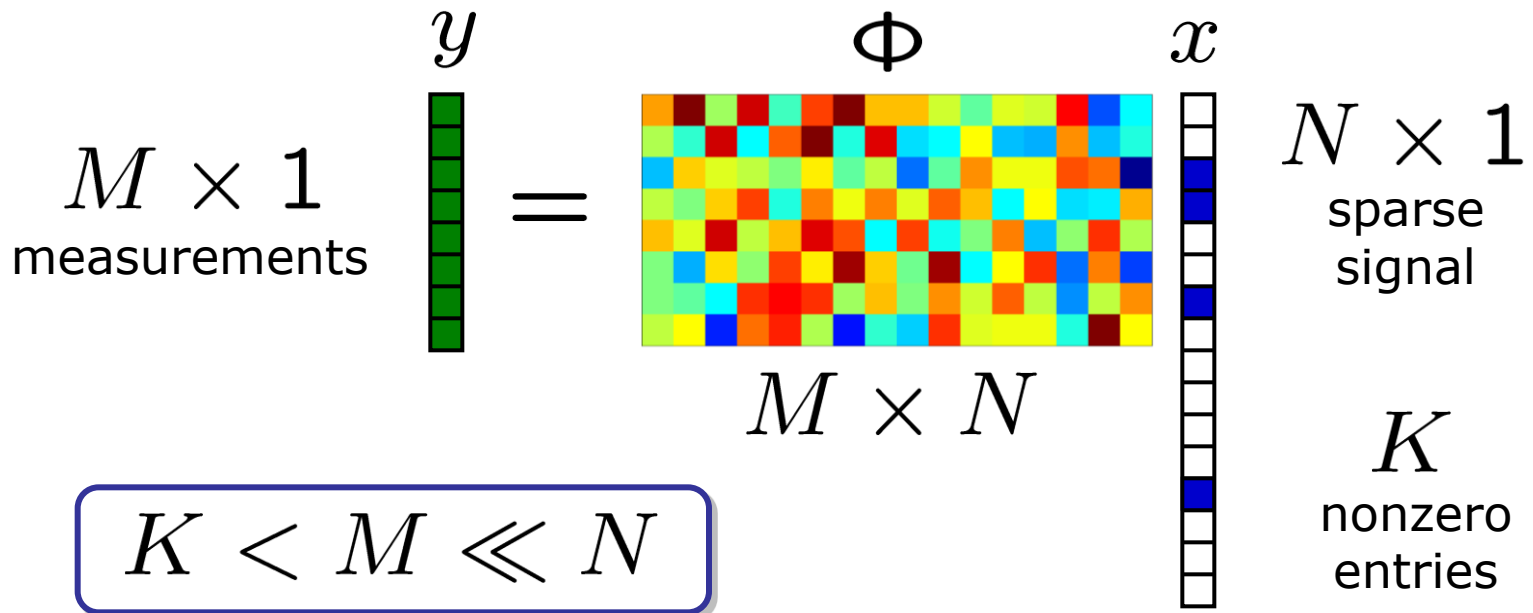 y
Φ
x
M × 1
measurements
=
N × 1
sparse
signal
M × N
K
nonzero
entries
K < M ≪ N